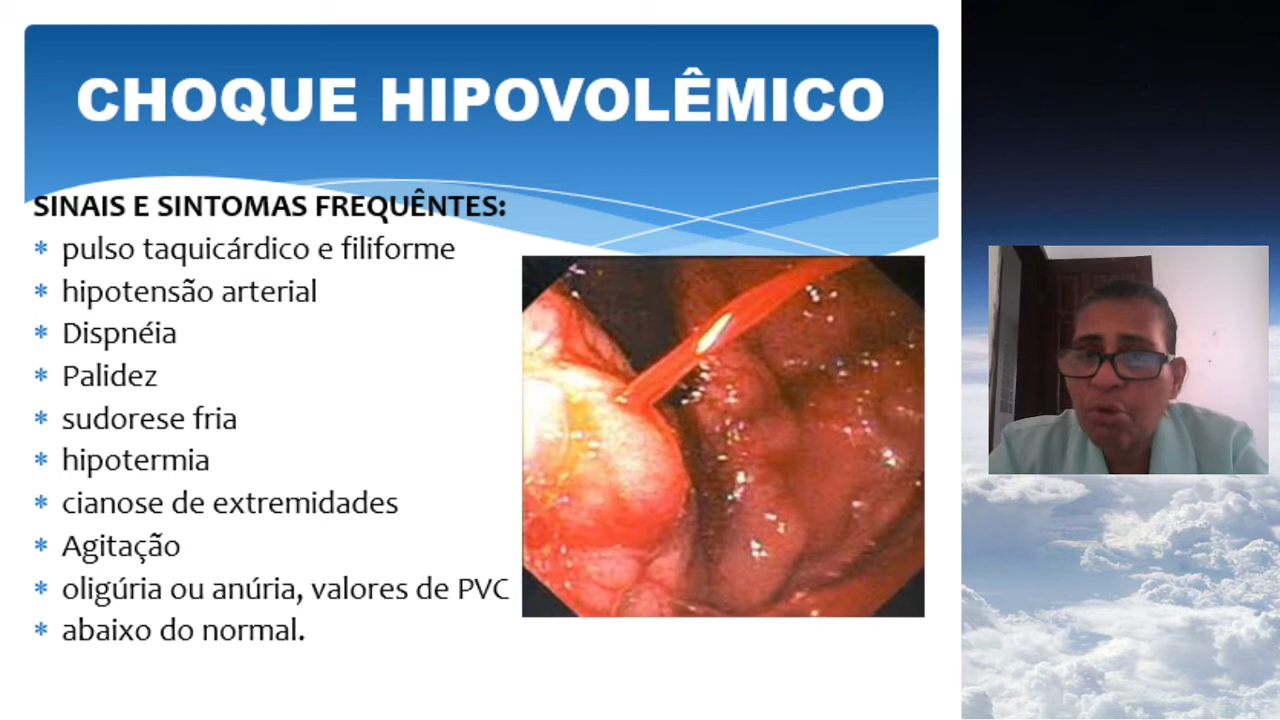 CHOQUE HIPOVOLÊMICO
SINAIS E SINTOMAS FREQUÊNTES:
* pulso taquicárdico e filiforme
* hipotensão arterial
* Dispnéia
* Palidez
* sudorese fria
* hipotermia
* cianose de extremidades
* Agitação
* oligúria ou anúria, valores de PVC
* abaixo do normal.